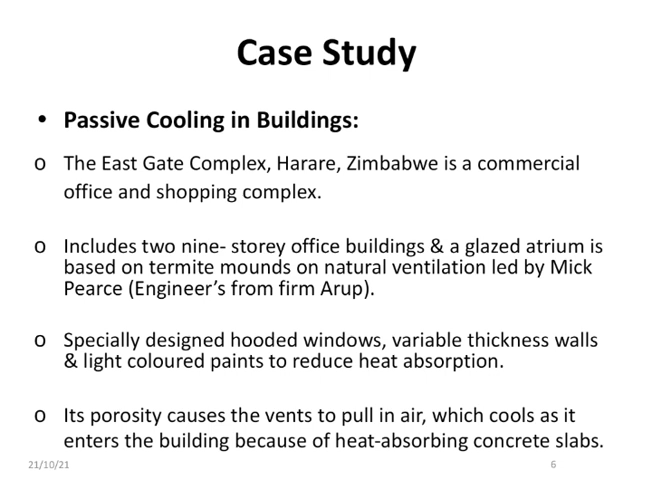 Case Study
• Passive Cooling in Buildings:
o The East Gate Complex, Harare, Zimbabwe is a commercial
office and shopping complex.
o Includes two nine- storey office buildings & a glazed atrium is
based on termite mounds on natural ventilation led by Mick
Pearce (Engineer's from firm Arup).
o Specially designed hooded windows, variable thickness walls
& light coloured paints to reduce heat absorption.
o Its porosity causes the vents to pull in air, which cools as it
enters the building because of heat-absorbing concrete slabs.
21/10/21 6